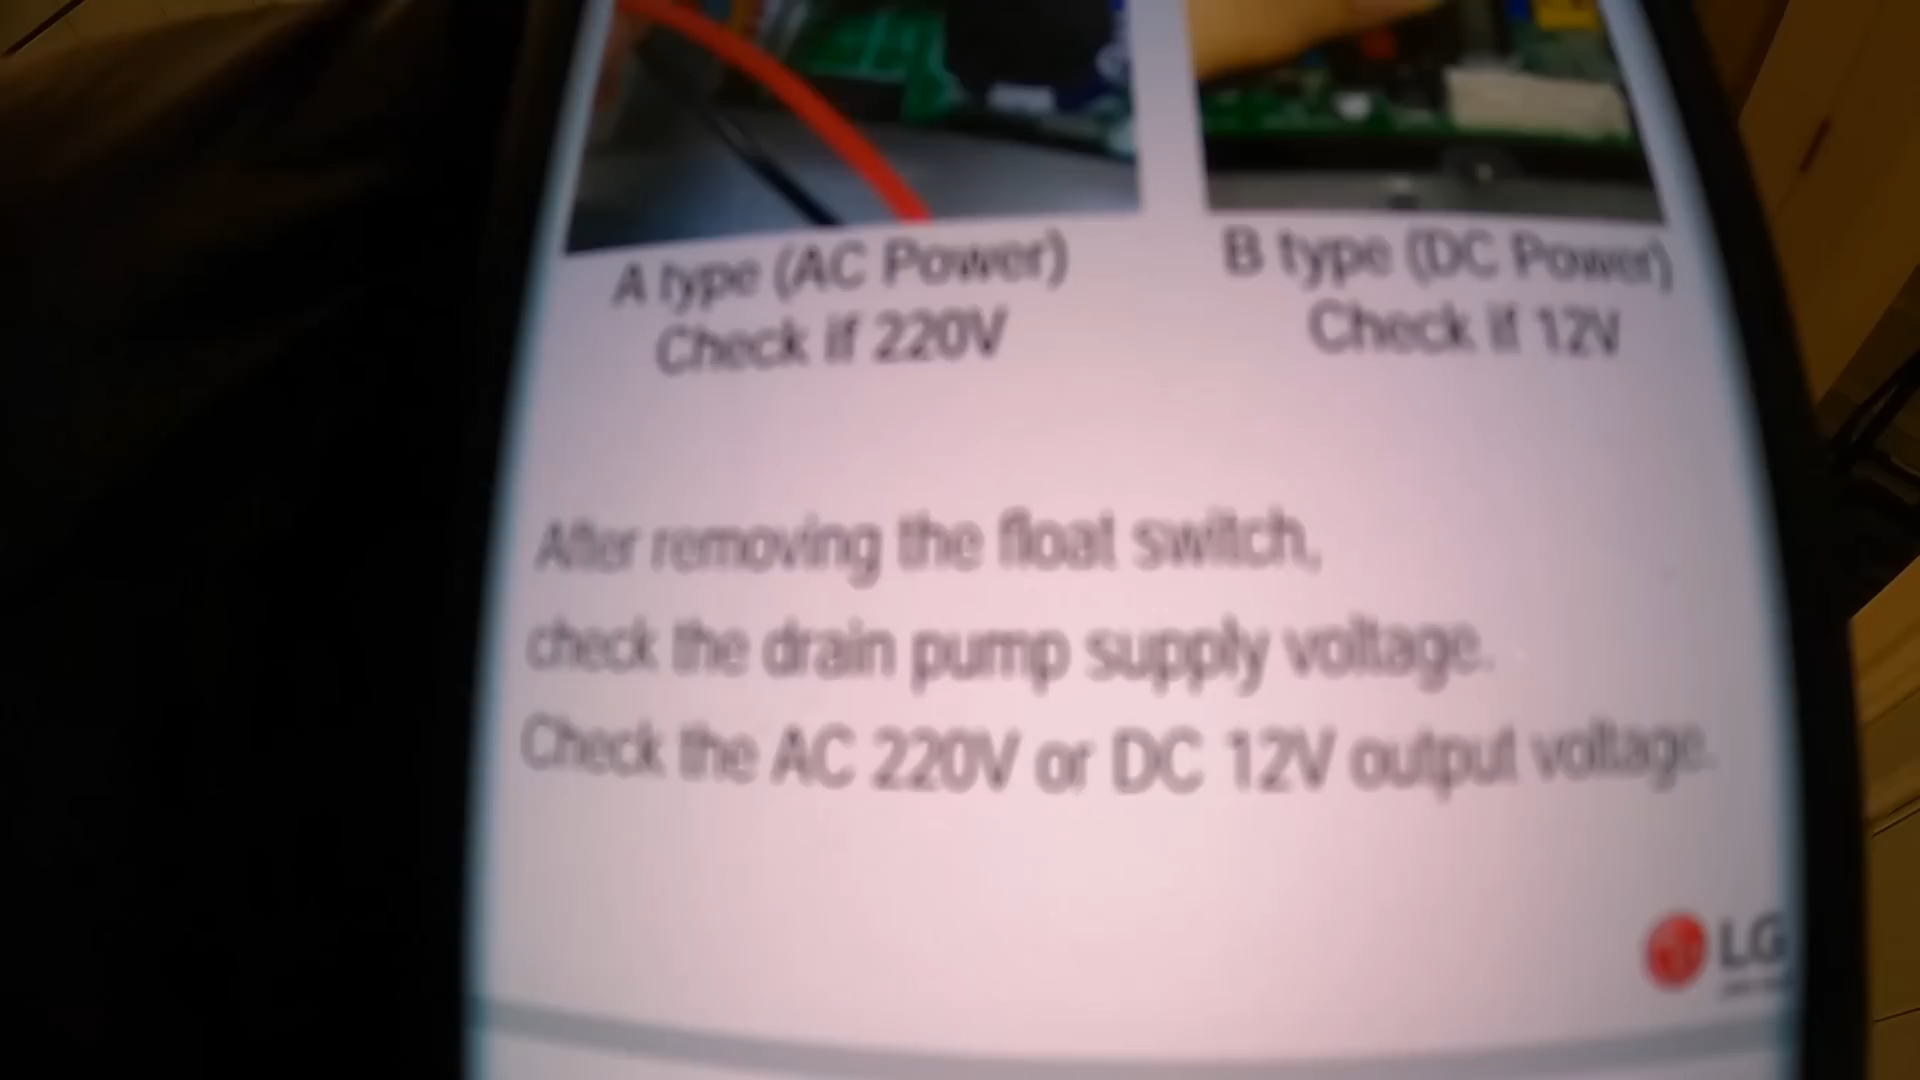 A type (AC Power)
Check if 220V
B type (DC Power)
Check if 12V
After removing the float switch,
check the drain pump supply voltage.
Check the AC 220V or DC 12V output voltage.
LG